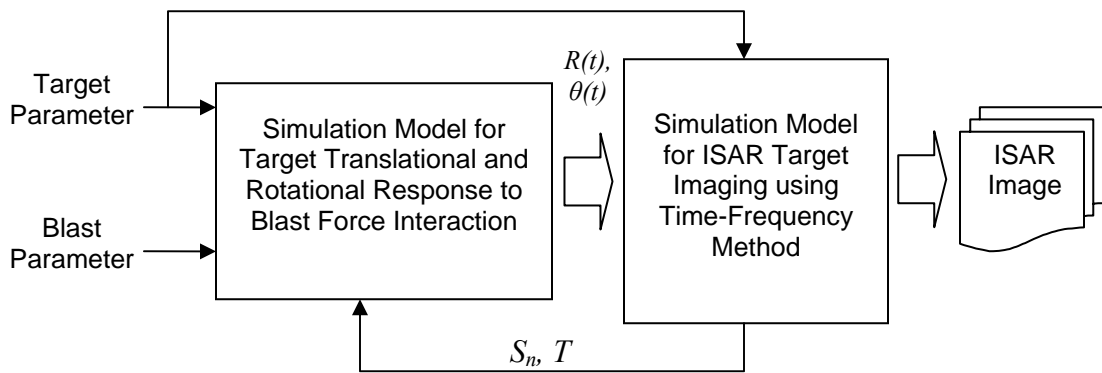 Target
Parameter
Blast
Parameter
Simulation Model for
Target Translational and
Rotational Response to
Blast Force Interaction
R(t),
θ(t)
Simulation Model
for ISAR Target
Imaging using
Time-Frequency
Method
ISAR
Image
Sₙ, T